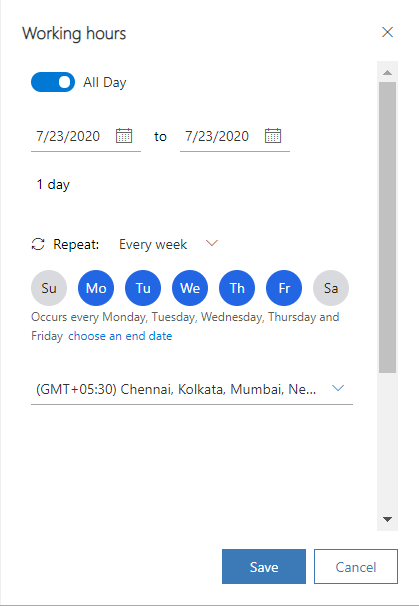 Working hours
All Day
7/23/2020 to 7/23/2020
1 day
Repeat: Every week
Su Mo Tu We Th Fr Sa
Occurs every Monday, Tuesday, Wednesday, Thursday and
Friday choose an end date
(GMT+05:30) Chennai, Kolkata, Mumbai, Ne...
Save Cancel